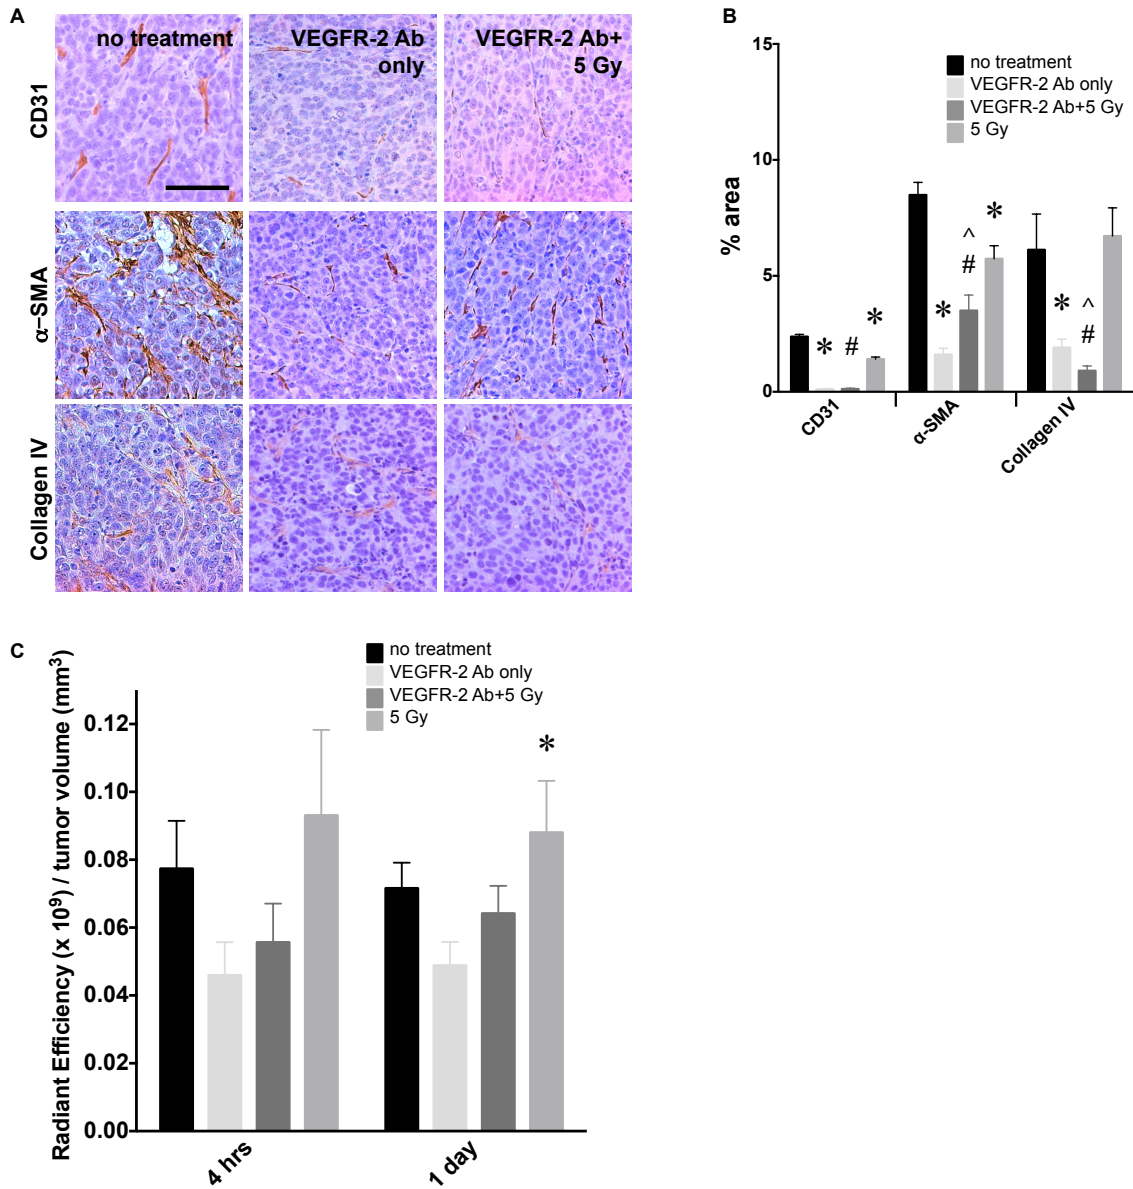 A
no treatment
VEGFR-2 Ab
only
VEGFR-2 Ab+
5 Gy
CD31
α–SMA
Collagen IV
B
no treatment
VEGFR-2 Ab only
VEGFR-2 Ab+5 Gy
5 Gy
% area
15
10
5
0
* # *
* ^ # *
* ^ #
CD31
α-SMA
Collagen IV
C
no treatment
VEGFR-2 Ab only
VEGFR-2 Ab+5 Gy
5 Gy
Radiant Efficiency (x 10⁹) / tumor volume (mm³)
0.12
0.10
0.08
0.06
0.04
0.02
0.00
*
4 hrs
1 day